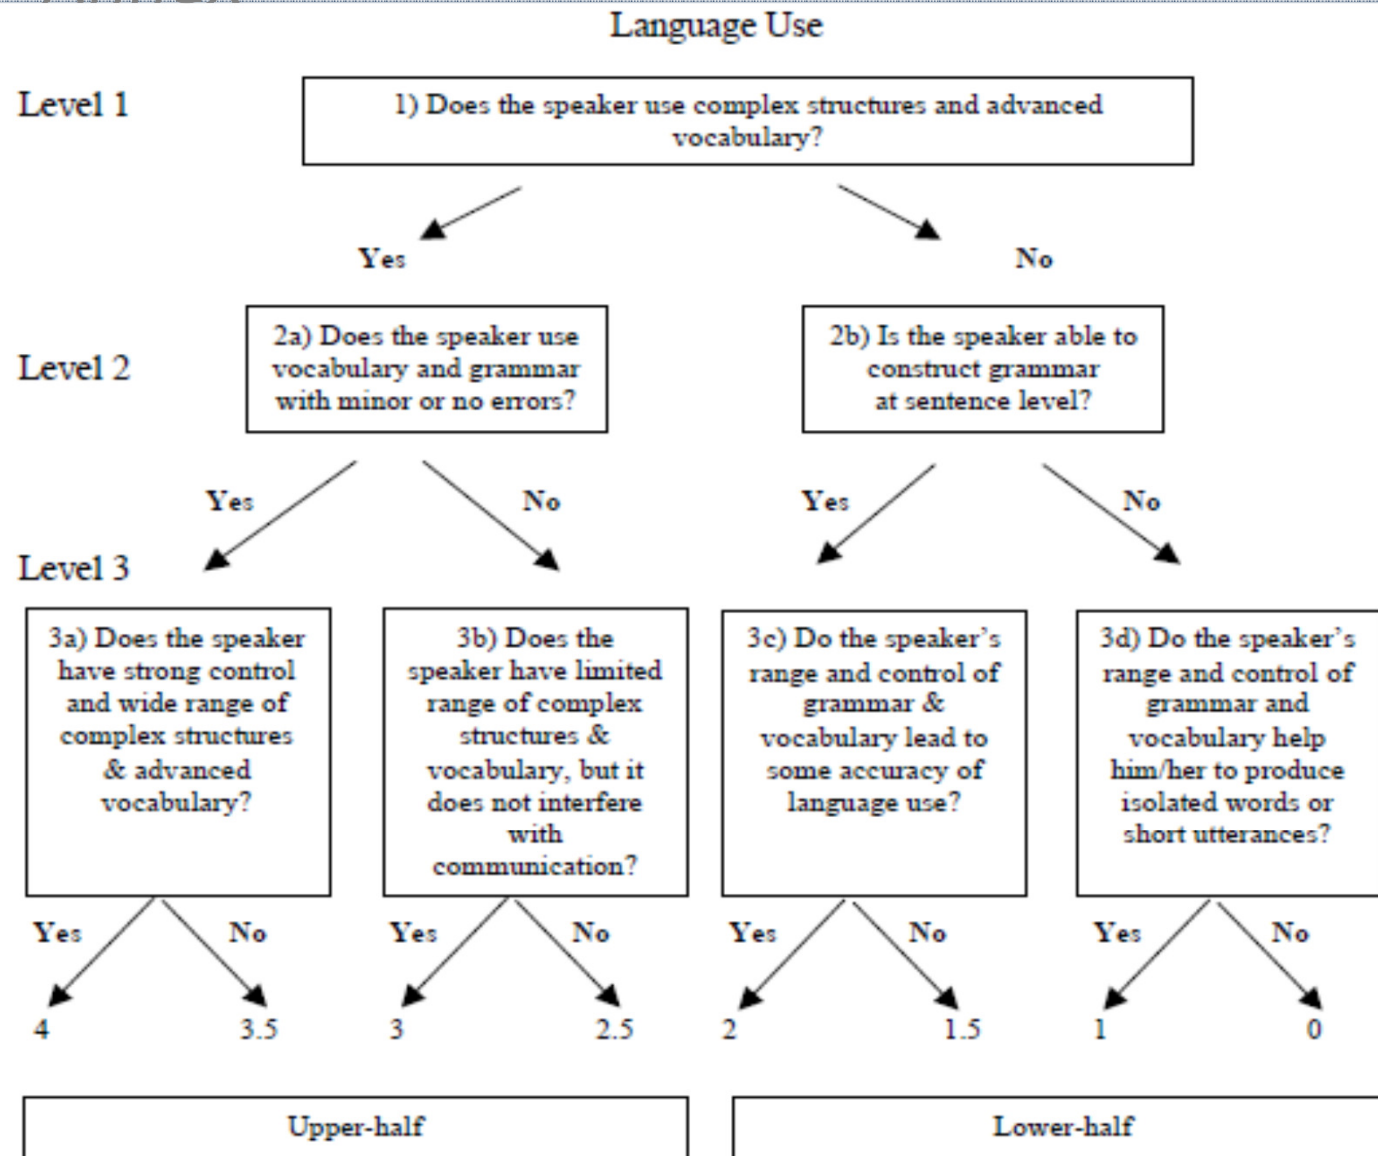 Language Use
Level 1
1) Does the speaker use complex structures and advanced
vocabulary?
Yes
No
Level 2
2a) Does the speaker use
vocabulary and grammar
with minor or no errors?
2b) Is the speaker able to
construct grammar
at sentence level?
Yes
No
Yes
No
Level 3
3a) Does the speaker
have strong control
and wide range of
complex structures
& advanced
vocabulary?
3b) Does the
speaker have limited
range of complex
structures &
vocabulary, but it
does not interfere
with
communication?
3c) Do the speaker’s
range and control of
grammar &
vocabulary lead to
some accuracy of
language use?
3d) Do the speaker’s
range and control of
grammar and
vocabulary help
him/her to produce
isolated words or
short utterances?
Yes
No
Yes
No
Yes
No
Yes
No
4
3.5
3
2.5
2
1.5
1
0
Upper-half
Lower-half